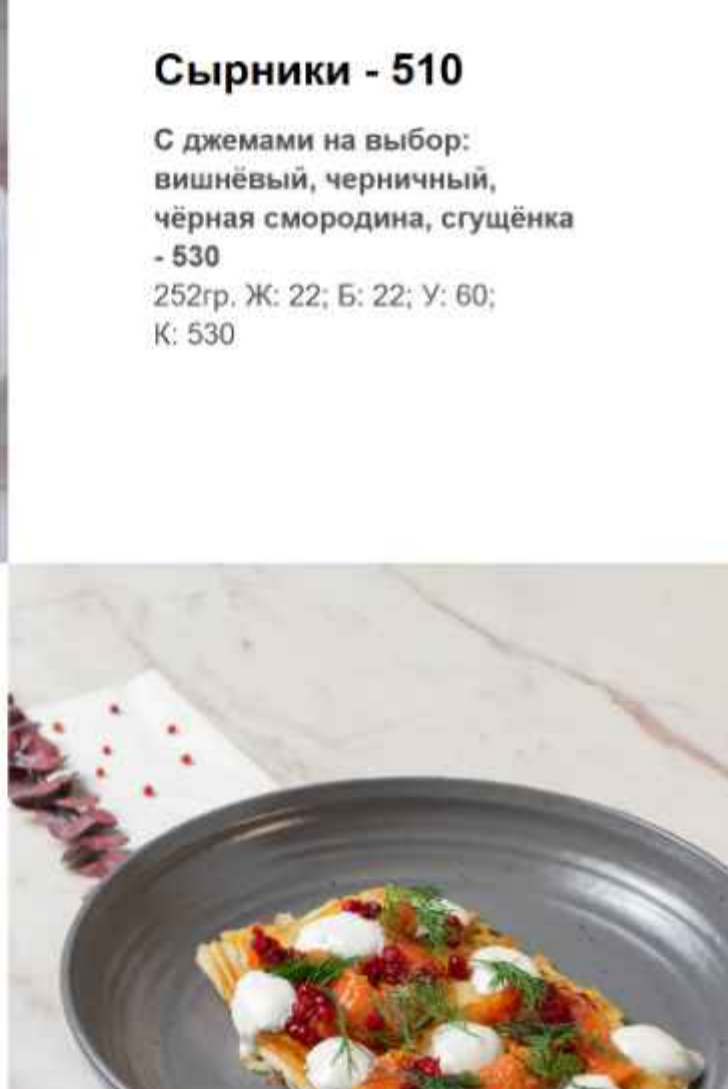 Сырники - 510
С джемами на выбор:
вишнёвый, черничный,
чёрная смородина, сгущёнка
- 530
252гр. Ж: 22; Б: 22; У: 60;
К: 530